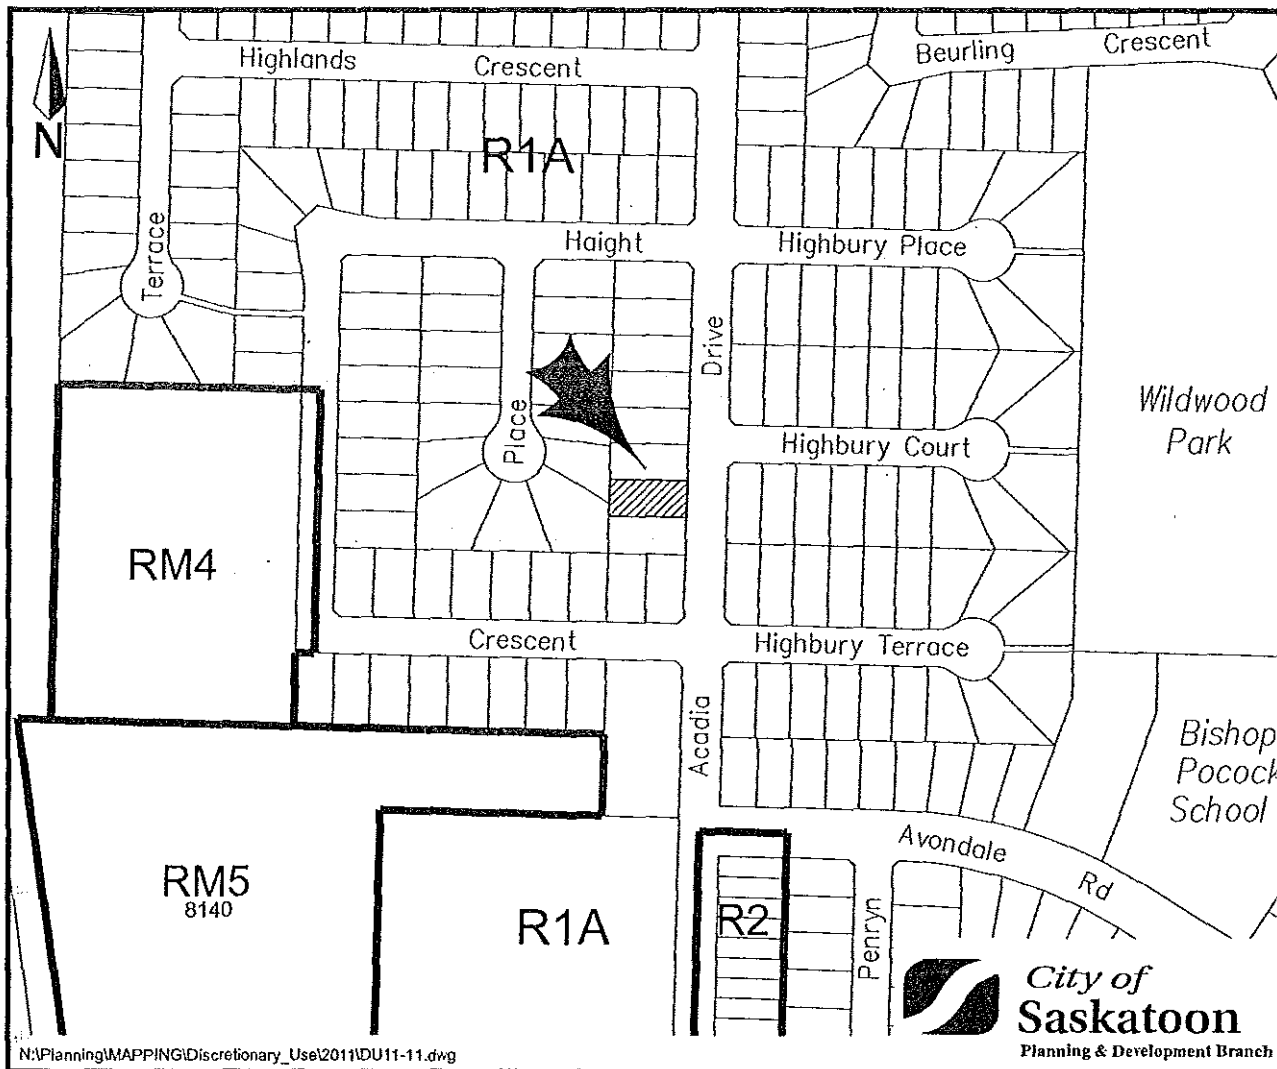 Highlands Crescent
Beurling Crescent
N
R1A
Terrace
Haight
Highbury Place
Drive
Place
Wildwood
Park
Highbury Court
RM4
Crescent
Highbury Terrace
Acadia
Bishop
Pocock
School
Avondale Rd
RM5
8140
R1A
R2
Penryn
City of
Saskatoon
Planning & Development Branch
N:\Planning\MAPPING\Discretionary_Use\2011\DU11-11.dwg